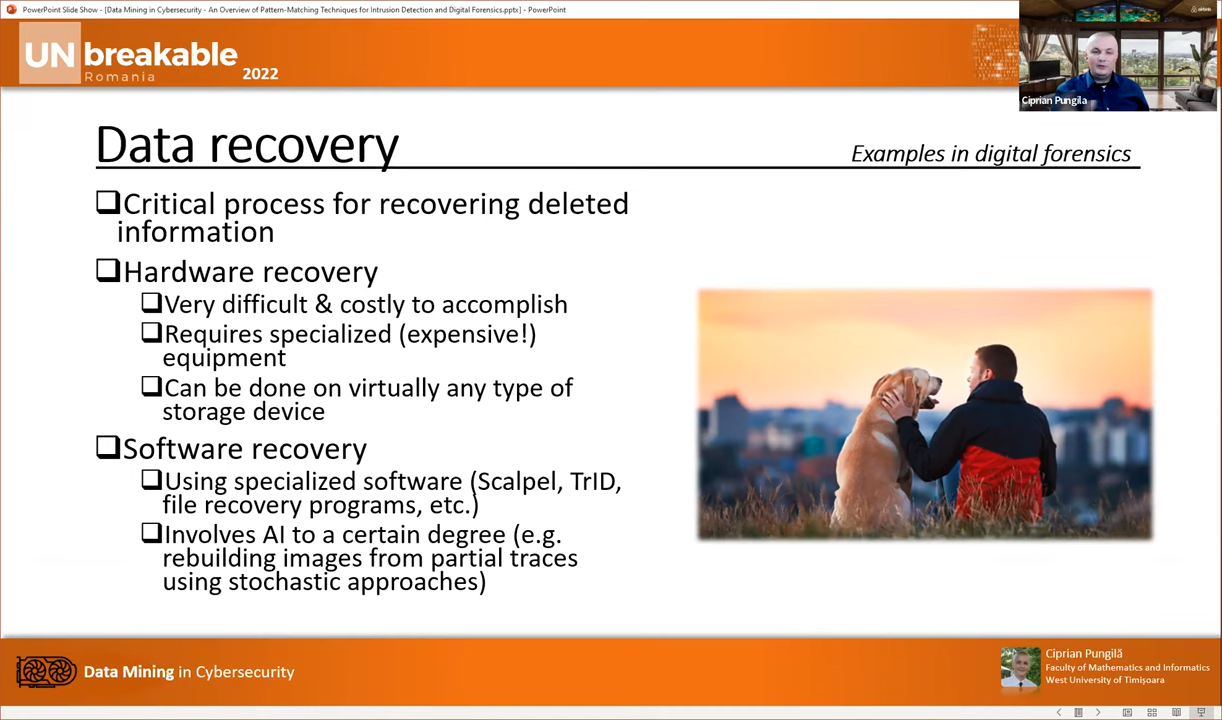 PowerPoint Slide Show - [Data Mining in Cybersecurity - An Overview of Pattern-Matching Techniques for Intrusion Detection and Digital Forensics.pptx] - PowerPoint
UNbreakable
Romania
2022
Ciprian Pungila
Data recovery
Examples in digital forensics
❑Critical process for recovering deleted
information
❑Hardware recovery
❑Very difficult & costly to accomplish
❑Requires specialized (expensive!)
equipment
❑Can be done on virtually any type of
storage device
❑Software recovery
❑Using specialized software (Scalpel, TrID,
file recovery programs, etc.)
❑Involves AI to a certain degree (e.g.
rebuilding images from partial traces
using stochastic approaches)
Data Mining in Cybersecurity
Ciprian Pungilă
Faculty of Mathematics and Informatics
West University of Timișoara